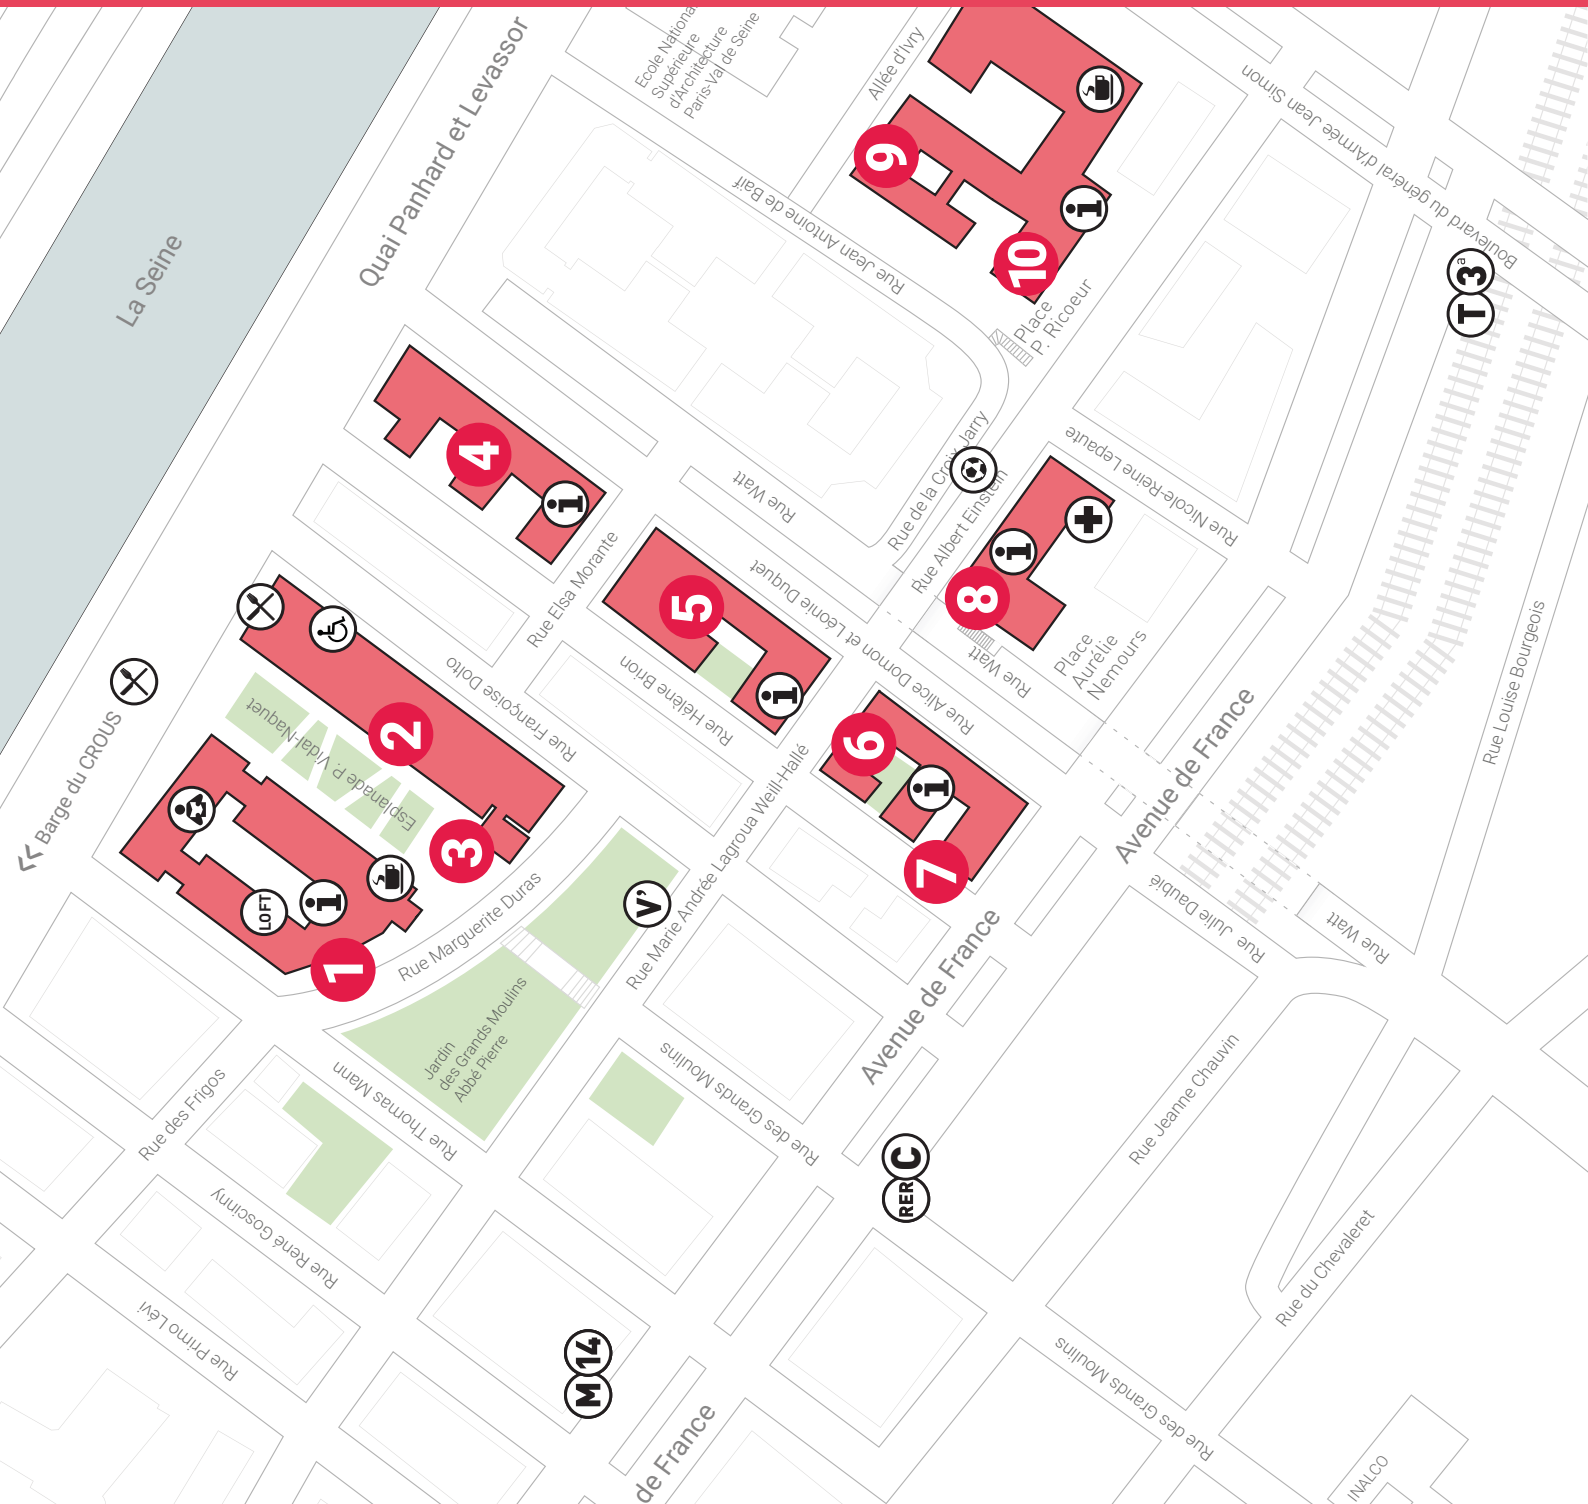 Ecole Nationa
Supérieure
d'Architecture
Paris-Val de Seine
Allée d'Ivry
Quai Panhard et Levassor
La Seine
Boulevard du général d'Armée Jean Simon
Rue Jean Antoine de Baïf
9
10
Place
P. Ricoeur
T 3a
4
Rue Watt
Rue de la Croix Jarry
Rue Albert Einstein
Rue Nicole-Reine Lepaute
8
Rue Watt
Place
Aurélie
Nemours
Rue Elsa Morante
5
Rue Alice Domon et Léonie Duquet
Rue Hélène Brion
Rue Françoise Dolto
2
Esplanade P. Vidal-Naquet
3
Barge du CROUS
LOFT
1
Rue Marguerite Duras
V'
Rue Marie Andrée Lagroua Weill-Hallé
6
7
Avenue de France
Rue Louise Bourgeois
Rue Julie Daubié
Rue Watt
Avenue de France
Jardin
des Grands Moulins
Abbé Pierre
Rue Thomas Mann
Rue des Frigos
Rue des Grands Moulins
RER C
Rue Jeanne Chauvin
Rue du Chevaleret
Rue René Goscinny
Rue Primo Lévi
M 14
de France
Rue des Grands Moulins
INALCO